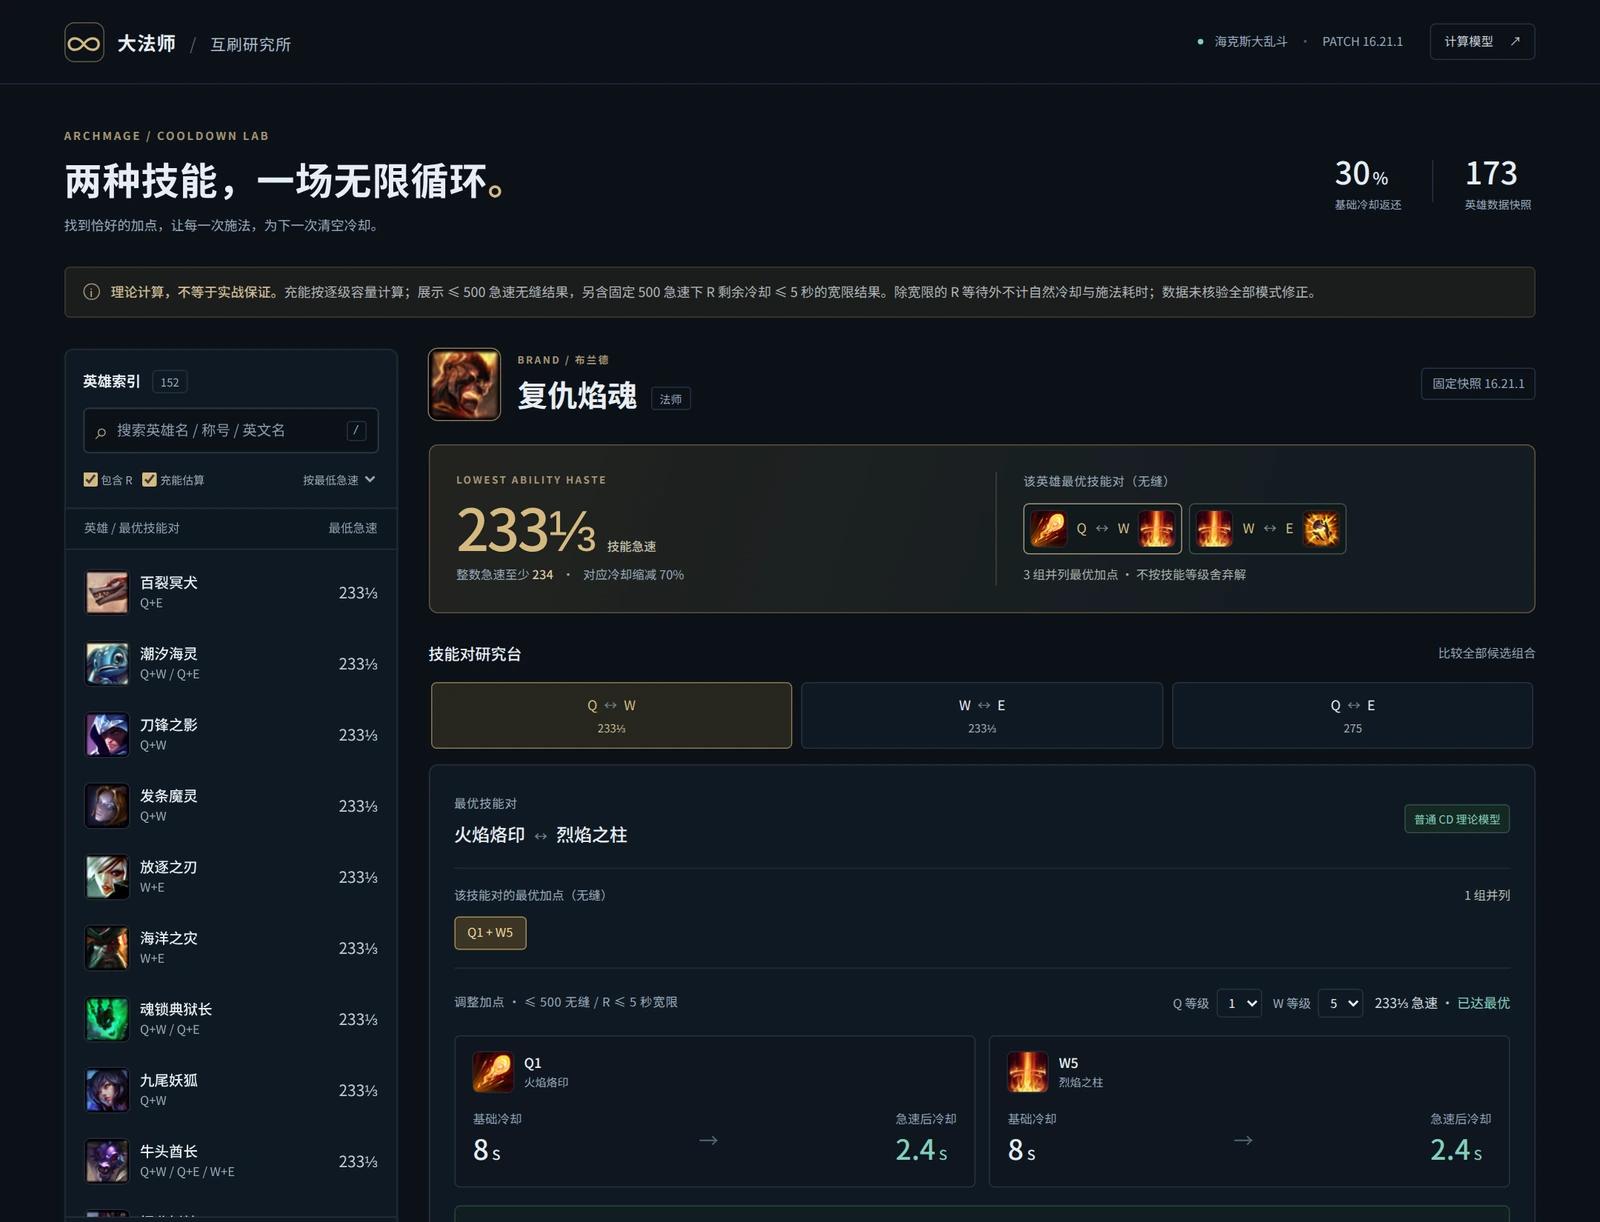 大法师 / 互刷研究所
海克斯大乱斗 · PATCH 16.21.1
计算模型 ↗
ARCHMAGE / COOLDOWN LAB
两种技能，一场无限循环。
找到恰好的加点，让每一次施法，为下一次清空冷却。
30%
基础冷却返还
173
英雄数据快照
理论计算，不等于实战保证。充能按逐级容量计算；展示 ≤ 500 急速无缝结果，另含固定 500 急速下 R 剩余冷却 ≤ 5 秒的宽限结果。除宽限的 R 等待外不计自然冷却与施法耗时；数据未核验全部模式修正。
英雄索引 152
搜索英雄名 / 称号 / 英文名 /
包含 R 充能估算 按最低急速
英雄 / 最优技能对 最低急速
百裂冥犬
Q+E
233⅓
潮汐海灵
Q+W / Q+E
233⅓
刀锋之影
Q+W
233⅓
发条魔灵
Q+W
233⅓
放逐之刃
W+E
233⅓
海洋之灾
W+E
233⅓
魂锁典狱长
Q+W / Q+E
233⅓
九尾妖狐
Q+W
233⅓
牛头酋长
Q+W / Q+E / W+E
233⅓
BRAND / 布兰德
复仇焰魂 法师
固定快照 16.21.1
LOWEST ABILITY HASTE
233⅓ 技能急速
整数急速至少 234 · 对应冷却缩减 70%
该英雄最优技能对（无缝）
Q ↔ W
W ↔ E
3 组并列最优加点 · 不按技能等级舍弃解
技能对研究台
比较全部候选组合
Q ↔ W
233⅓
W ↔ E
233⅓
Q ↔ E
275
最优技能对
火焰烙印 ↔ 烈焰之柱
普通 CD 理论模型
该技能对的最优加点（无缝）
1 组并列
Q1 + W5
调整加点 · ≤ 500 无缝 / R ≤ 5 秒宽限
Q 等级 1 W 等级 5 233⅓ 急速 · 已达最优
Q1
火焰烙印
基础冷却
8 s
→
急速后冷却
2.4 s
W5
烈焰之柱
基础冷却
8 s
→
急速后冷却
2.4 s